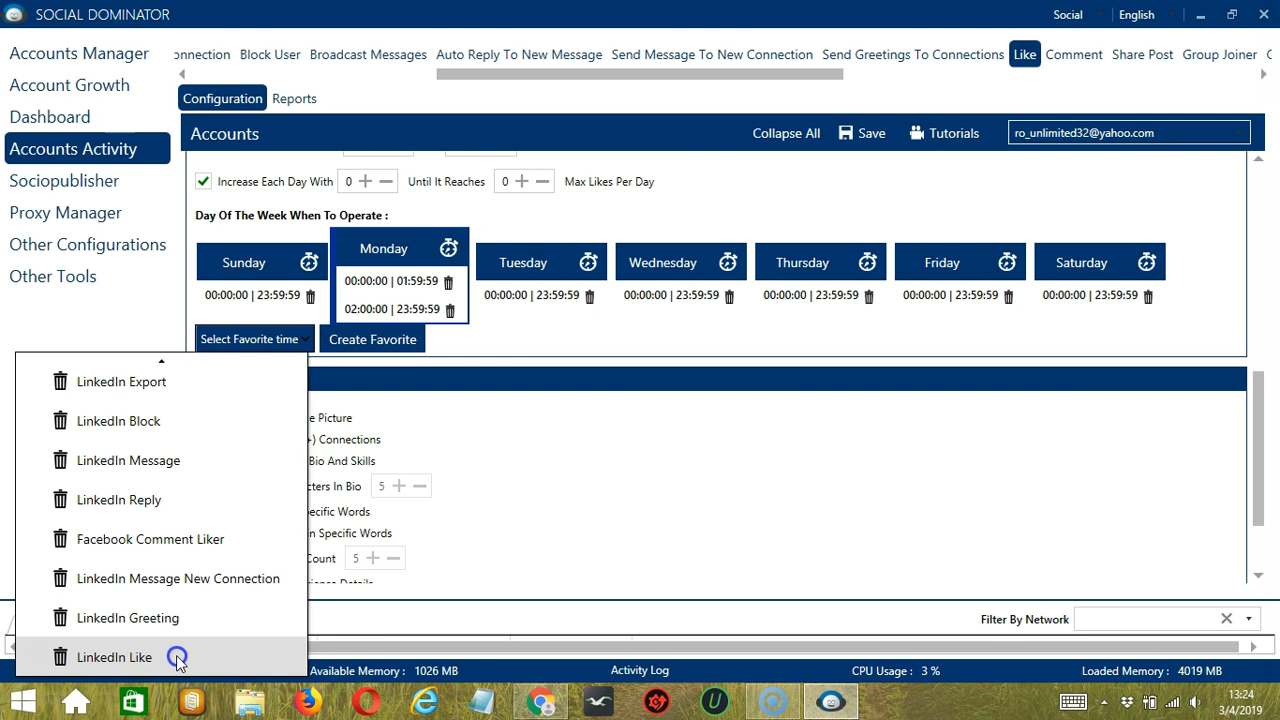 SOCIAL DOMINATOR
Social
English
Accounts Manager
Account Growth
Dashboard
Accounts Activity
Sociopublisher
Proxy Manager
Other Configurations
Other Tools
onnection
Block User
Broadcast Messages
Auto Reply To New Message
Send Message To New Connection
Send Greetings To Connections
Like
Comment
Share Post
Group Joiner
Configuration
Reports
Accounts
Collapse All
Save
Tutorials
ro_unlimited32@yahoo.com
Increase Each Day With 0 Until It Reaches 0 Max Likes Per Day
Day Of The Week When To Operate :
Sunday
Monday
Tuesday
Wednesday
Thursday
Friday
Saturday
00:00:00 | 23:59:59
00:00:00 | 01:59:59
02:00:00 | 23:59:59
00:00:00 | 23:59:59
00:00:00 | 23:59:59
00:00:00 | 23:59:59
00:00:00 | 23:59:59
00:00:00 | 23:59:59
Select Favorite time
Create Favorite
LinkedIn Export
LinkedIn Block
LinkedIn Message
LinkedIn Reply
Facebook Comment Liker
LinkedIn Message New Connection
LinkedIn Greeting
LinkedIn Like
e Picture
+) Connections
Bio And Skills
cters In Bio 5
ecific Words
n Specific Words
Count 5
Filter By Network
Available Memory : 1026 MB
Activity Log
CPU Usage : 3 %
Loaded Memory : 4019 MB
13:24
3/4/2019